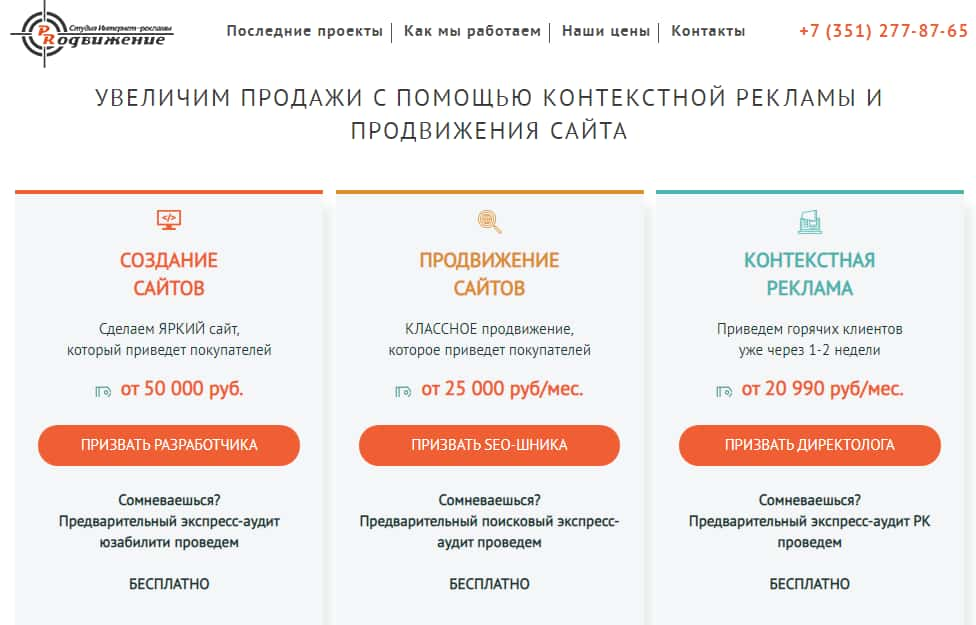 Студия Интернет-рекламы
PRодвижение
Последние проекты
Как мы работаем
Наши цены
Контакты
+7 (351) 277-87-65
УВЕЛИЧИМ ПРОДАЖИ С ПОМОЩЬЮ КОНТЕКСТНОЙ РЕКЛАМЫ И
ПРОДВИЖЕНИЯ САЙТА
СОЗДАНИЕ
САЙТОВ
Сделаем ЯРКИЙ сайт,
который приведет покупателей
от 50 000 руб.
ПРИЗВАТЬ РАЗРАБОТЧИКА
Сомневаешься?
Предварительный экспресс-аудит
юзабилити проведем
БЕСПЛАТНО
ПРОДВИЖЕНИЕ
САЙТОВ
КЛАССНОЕ продвижение,
которое приведет покупателей
от 25 000 руб/мес.
ПРИЗВАТЬ SEO-ШНИКА
Сомневаешься?
Предварительный поисковый экспресс-
аудит проведем
БЕСПЛАТНО
КОНТЕКСТНАЯ
РЕКЛАМА
Приведем горячих клиентов
уже через 1-2 недели
от 20 990 руб/мес.
ПРИЗВАТЬ ДИРЕКТОЛОГА
Сомневаешься?
Предварительный экспресс-аудит РК
проведем
БЕСПЛАТНО